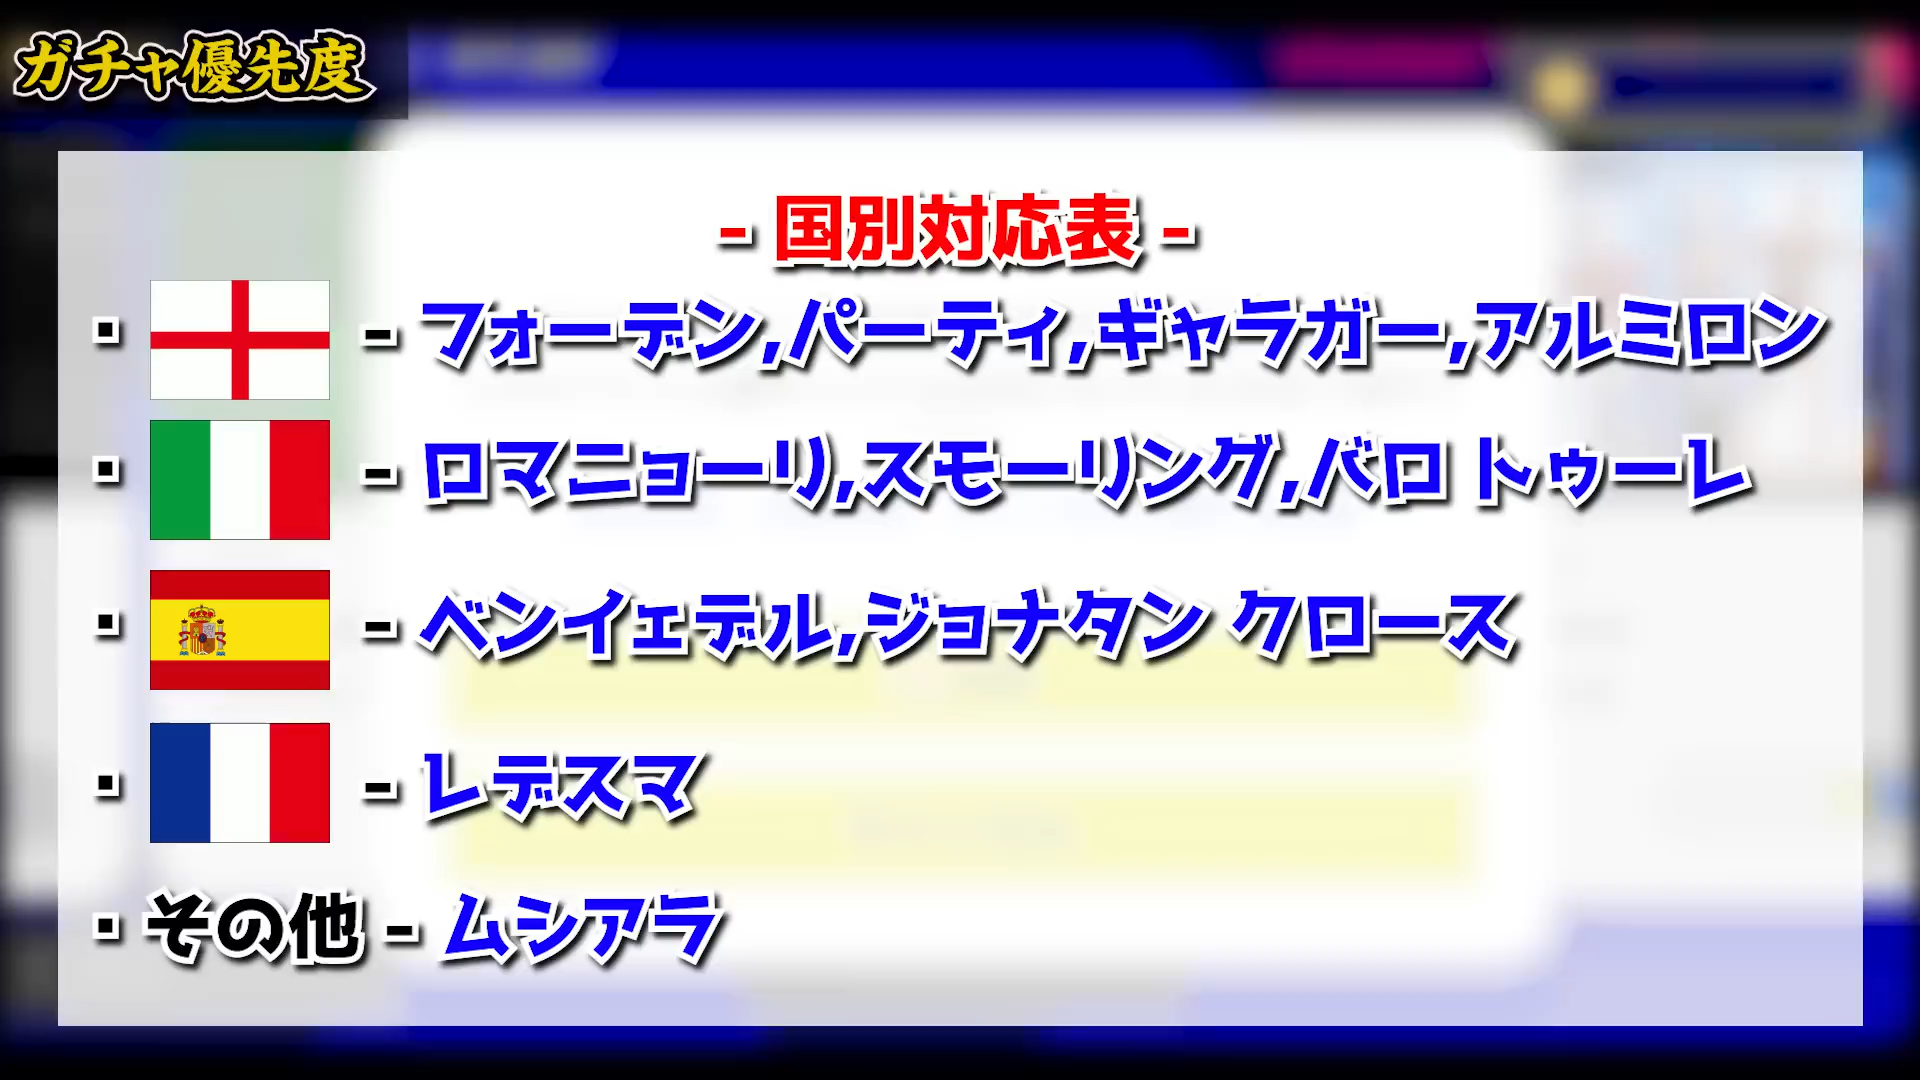 ガチャ優先度
- 国別対応表 -
・ - フォーデン,パーティ,ギャラガー,アルミロン
・ - ロマニョーリ,スモーリング,バロトゥーレ
・ - ベンイェデル,ジョナタン クロース
・ - レデスマ
・その他 - ムシアラ